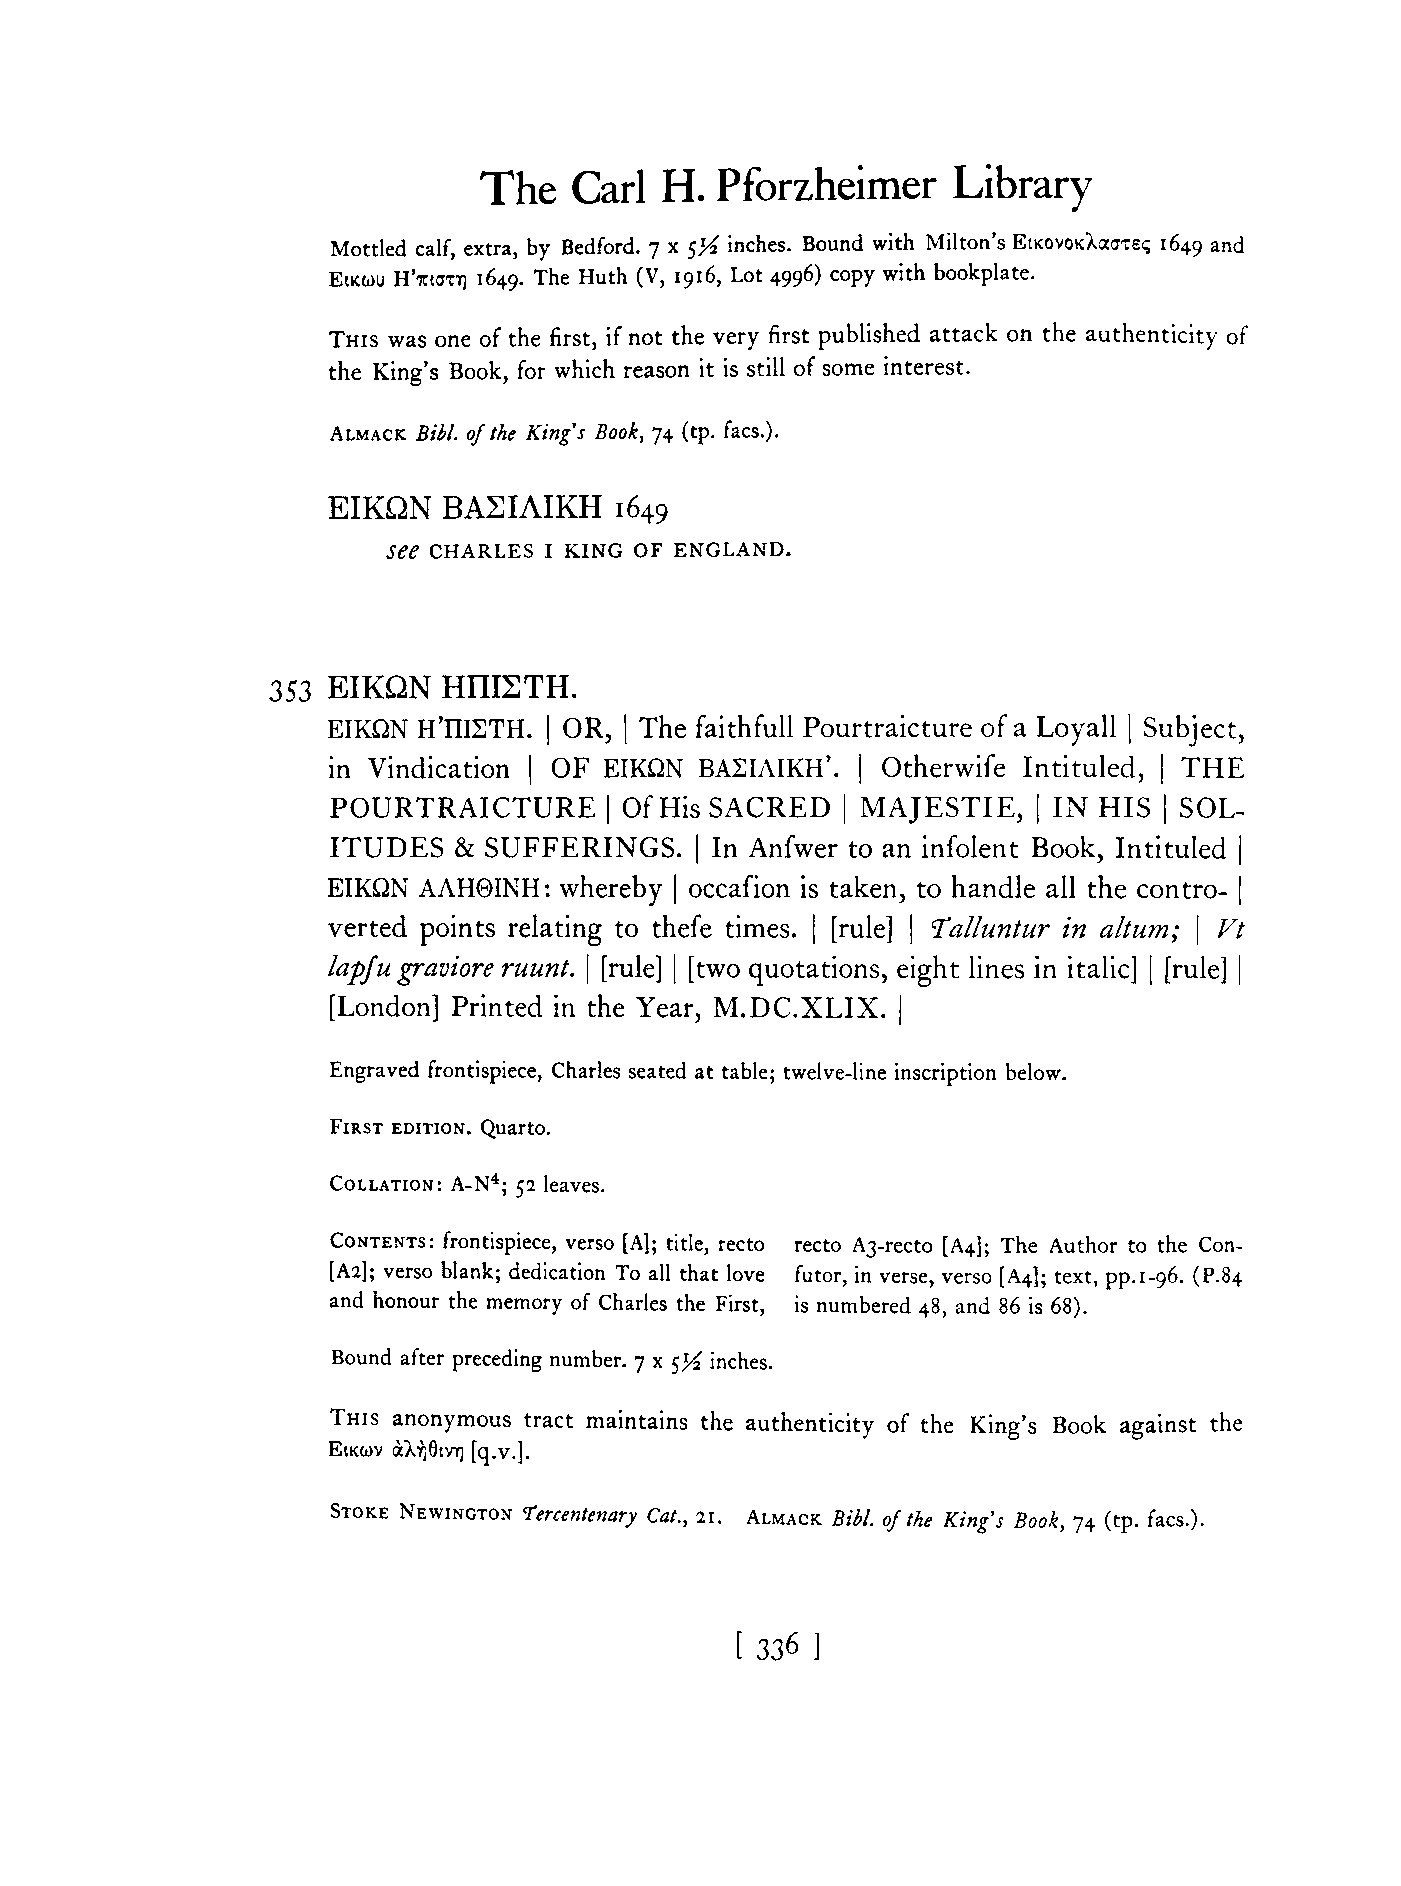 The Carl H. Pforzheimer Library
Mottled calf, extra, by Bedford. 7 x 5½ inches. Bound with Milton's Εικονοκλαστες 1649 and
Εικωυ Η'πιστη 1649. The Huth (V, 1916, Lot 4996) copy with bookplate.
THIS was one of the first, if not the very first published attack on the authenticity of
the King's Book, for which reason it is still of some interest.
ALMACK Bibl. of the King's Book, 74 (tp. facs.).
ΕΙΚΩΝ ΒΑΣΙΛΙΚΗ 1649
see CHARLES I KING OF ENGLAND.
353 ΕΙΚΩΝ ΗΠΙΣΤΗ.
ΕΙΚΩΝ Η'ΠΙΣΤΗ. | OR, | The faithfull Pourtraicture of a Loyall | Subject,
in Vindication | OF ΕΙΚΩΝ ΒΑΣΙΛΙΚΗ'. | Otherwiſe Intituled, | THE
POURTRAICTURE | Of His SACRED | MAJESTIE, | IN HIS | SOL-
ITUDES & SUFFERINGS. | In Anſwer to an inſolent Book, Intituled |
ΕΙΚΩΝ ΑΛΗΘΙΝΗ: whereby | occaſion is taken, to handle all the contro- |
verted points relating to theſe times. | [rule] | Talluntur in altum; | Vt
lapſu graviore ruunt. | [rule] | [two quotations, eight lines in italic] | [rule] |
[London] Printed in the Year, M.DC.XLIX. |
Engraved frontispiece, Charles seated at table; twelve-line inscription below.
FIRST EDITION. Quarto.
COLLATION: A-N⁴; 52 leaves.
CONTENTS: frontispiece, verso [A]; title, recto
[A2]; verso blank; dedication To all that love
and honour the memory of Charles the First,
recto A3-recto [A4]; The Author to the Con-
futor, in verse, verso [A4]; text, pp.1-96. (P.84
is numbered 48, and 86 is 68).
Bound after preceding number. 7 x 5½ inches.
THIS anonymous tract maintains the authenticity of the King's Book against the
Εικων ἀλὴθινη [q.v.].
STOKE NEWINGTON Tercentenary Cat., 21. ALMACK Bibl. of the King's Book, 74 (tp. facs.).
[ 336 ]